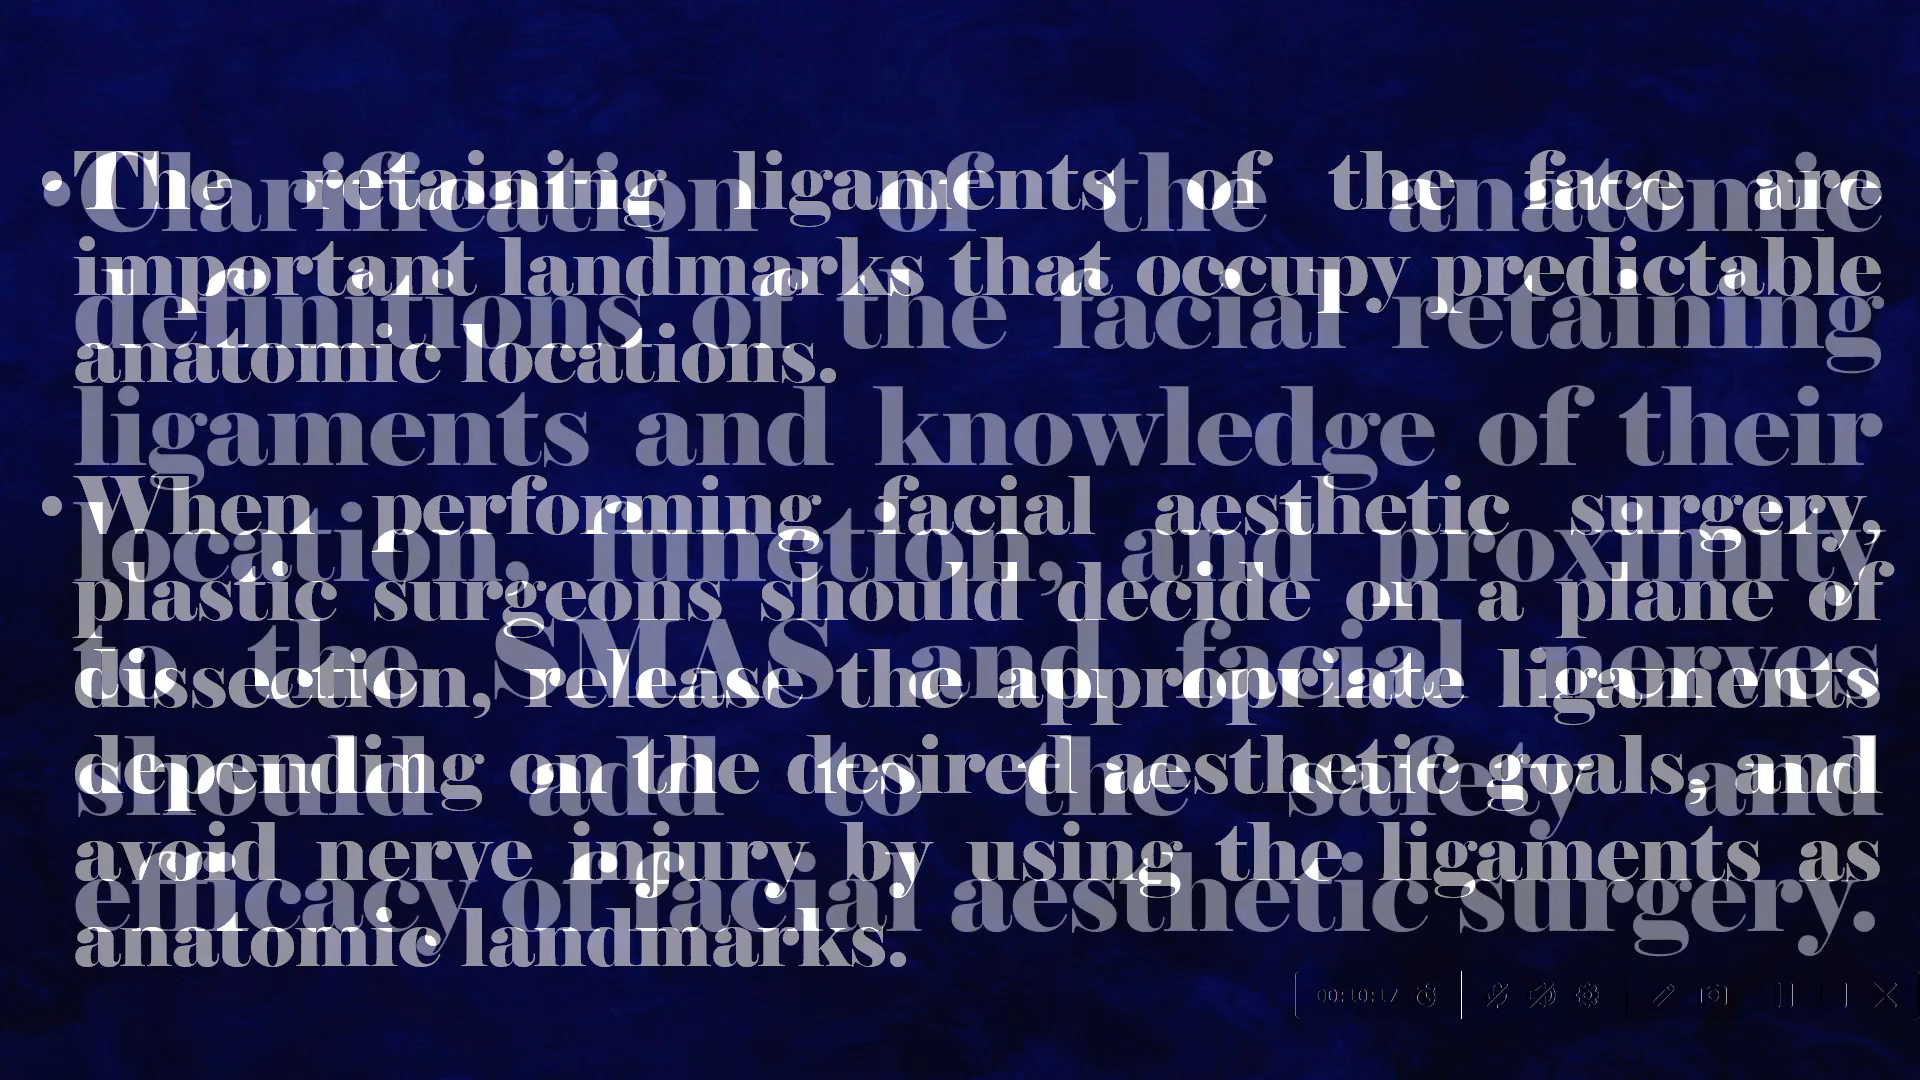 •The retaining ligaments of the face are
important landmarks that occupy predictable
anatomic locations.
•When performing facial aesthetic surgery,
plastic surgeons should decide on a plane of
dissection, release the appropriate ligaments
depending on the desired aesthetic goals, and
avoid nerve injury by using the ligaments as
anatomic landmarks.
•Clarification of the anatomic
definitions of the facial retaining
ligaments and knowledge of their
location, function, and proximity
to the SMAS and facial nerves
should add to the safety and
efficacy of facial aesthetic surgery.
00:10:17